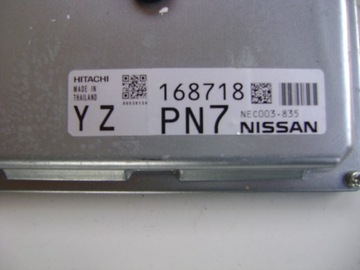 HITACHI
MADE IN
THAILAND
168718
YZ
PN7
NEC003-835
NISSAN